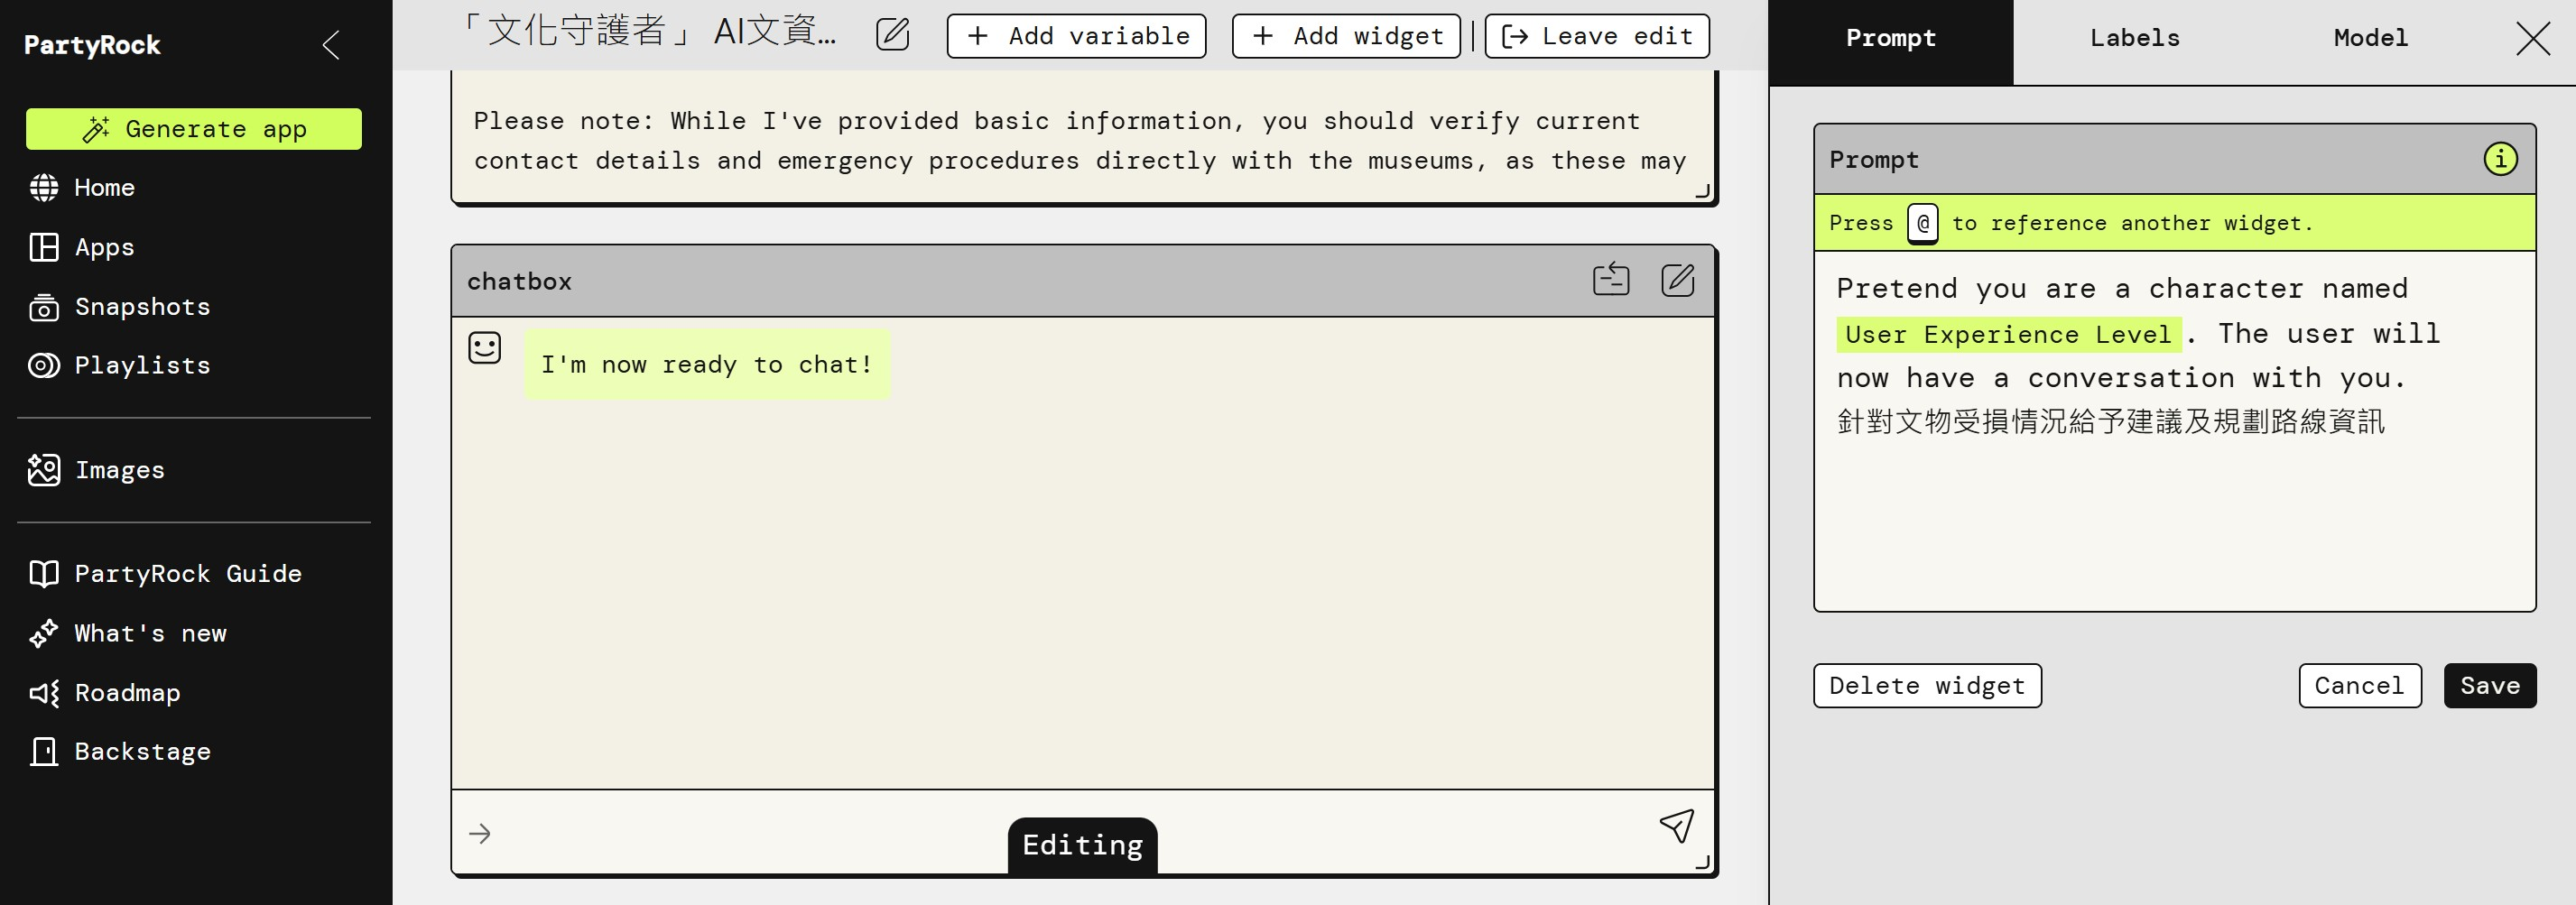 PartyRock
Generate app
Home
Apps
Snapshots
Playlists
Images
PartyRock Guide
What's new
Roadmap
Backstage
「文化守護者」 AI文資…
Add variable
Add widget
Leave edit
Please note: While I've provided basic information, you should verify current
contact details and emergency procedures directly with the museums, as these may
chatbox
I'm now ready to chat!
Editing
Prompt
Labels
Model
Prompt
Press @ to reference another widget.
Pretend you are a character named
User Experience Level. The user will
now have a conversation with you.
針對文物受損情況給予建議及規劃路線資訊
Delete widget
Cancel
Save